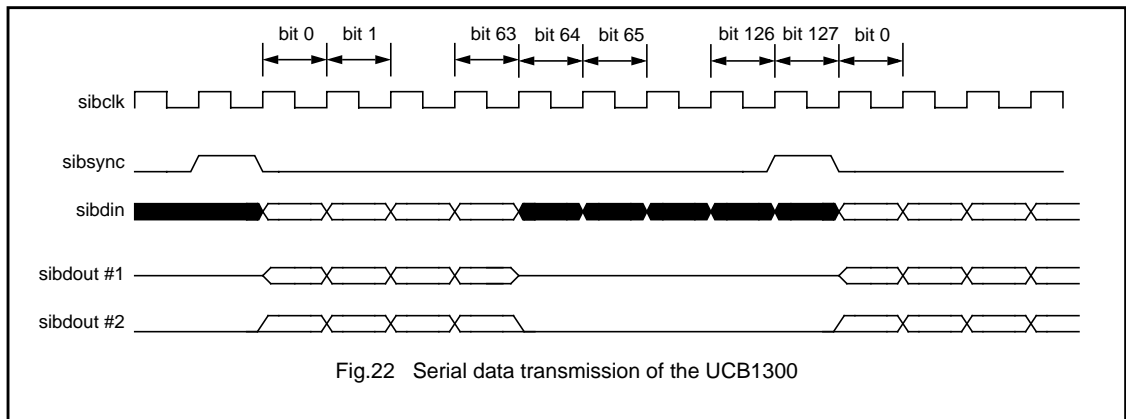 bit 0 bit 1 bit 63 bit 64 bit 65 bit 126 bit 127 bit 0
sibclk
sibsync
sibdin
sibdout #1
sibdout #2
Fig.22 Serial data transmission of the UCB1300